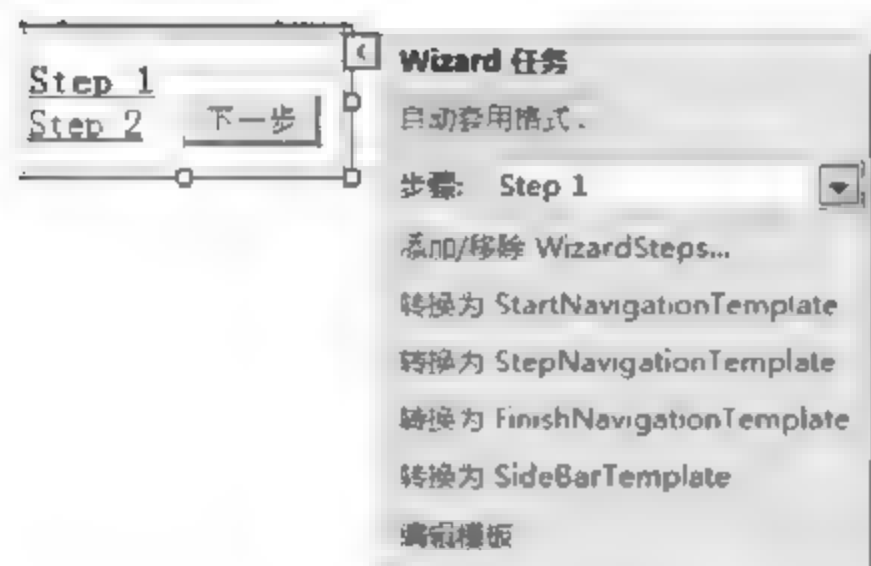 Step 1
Step 2
下一步
Wizard 任务
自动套用格式...
步骤: Step 1
添加/移除 WizardSteps...
转换为 StartNavigationTemplate
转换为 StepNavigationTemplate
转换为 FinishNavigationTemplate
转换为 SideBarTemplate
编辑模板